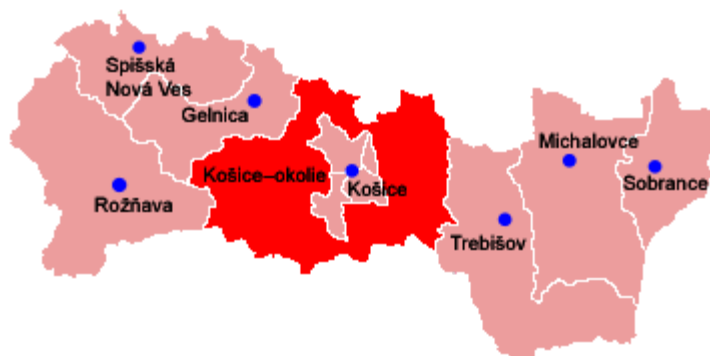 Spišská
Nová Ves
Gelnica
Michalovce
Košice–okolie
Sobrance
Košice
Rožňava
Trebišov